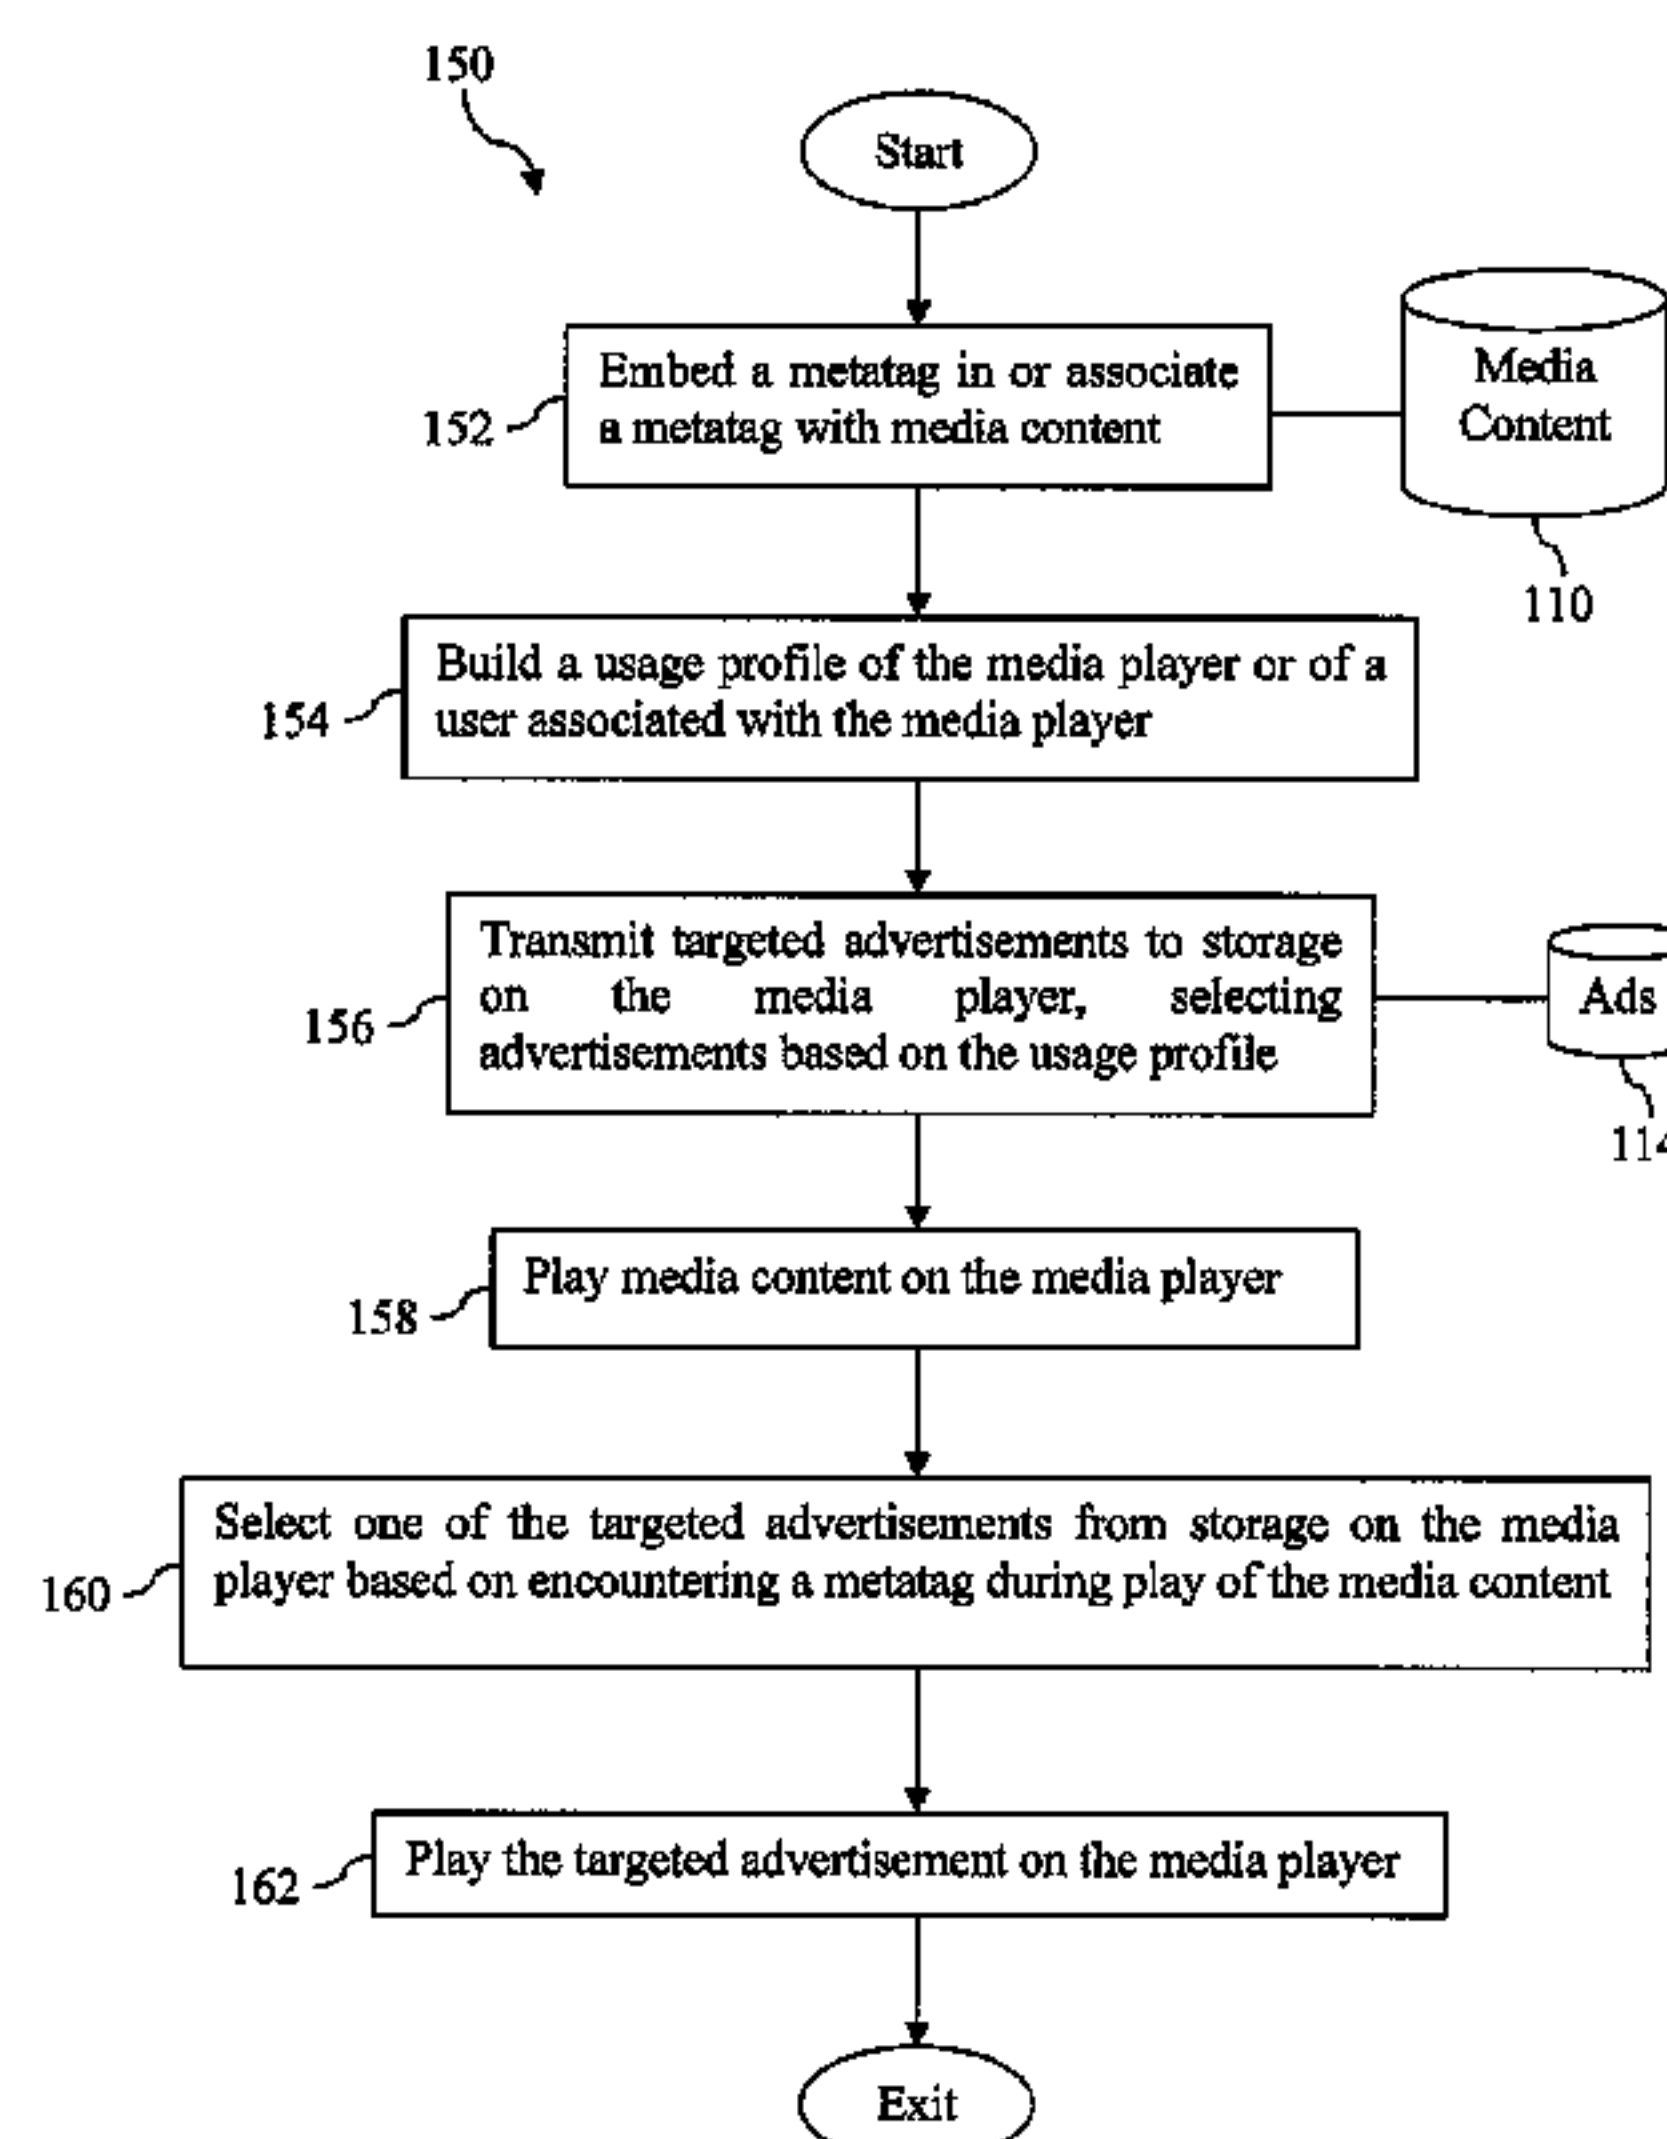 150
Start
Embed a metatag in or associate
a metatag with media content
152
Media
Content
110
Build a usage profile of the media player or of a
user associated with the media player
154
Transmit targeted advertisements to storage
on the media player, selecting
advertisements based on the usage profile
156
Ads
114
Play media content on the media player
158
Select one of the targeted advertisements from storage on the media
player based on encountering a metatag during play of the media content
160
Play the targeted advertisement on the media player
162
Exit